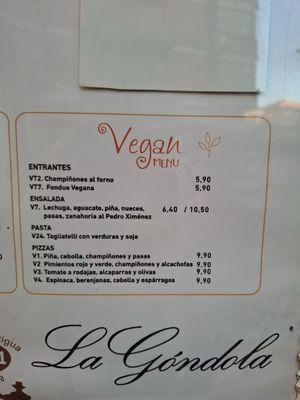 Vegan
MENU
ENTRANTES
VT2. Champiñones al forno 5,90
VT7. Fondue Vegana 5,90
ENSALADA
V7. Lechuga, aguacate, piña, nueces, 6,40 / 10,50
pasas, zanahoria al Pedro Ximénez
PASTA
V24. Tagliatelli con verduras y soja
PIZZAS
V1. Piña, cebolla, champiñones y pasas 9,90
V2 Pimientos rojo y verde, champiñones y alcachofas 9,90
V3. Tomate a rodajas, alcaparras y olivas 9,90
V4. Espinaca, berenjenas, cebolla y espárragos 9,90
La Góndola